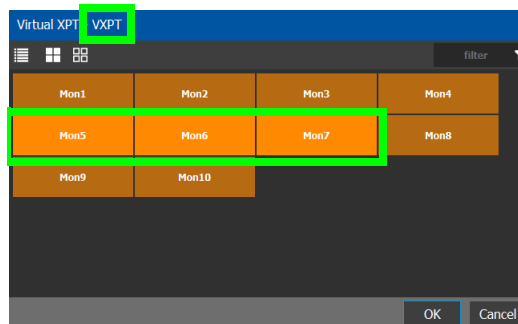 Virtual XPT - VXPT
filter
Mon1 Mon2 Mon3 Mon4
Mon5 Mon6 Mon7 Mon8
Mon9 Mon10
OK Cancel